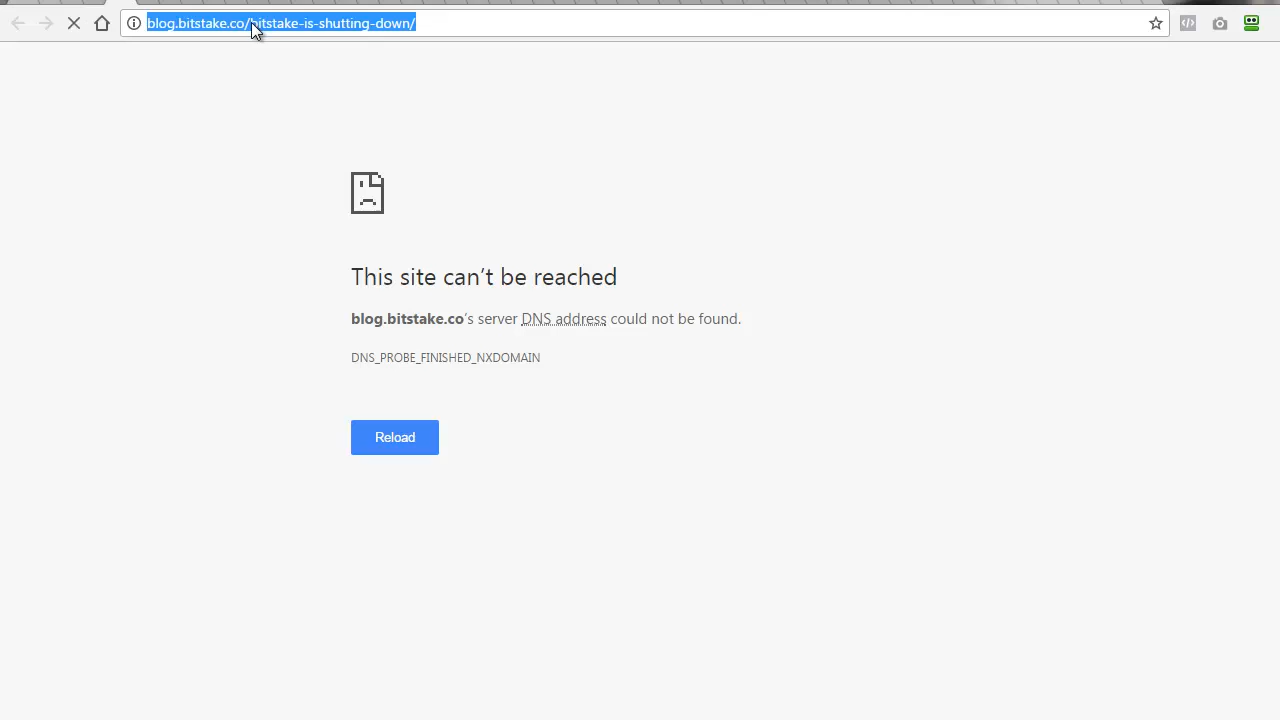 blog.bitstake.co/bitstake-is-shutting-down/
This site can’t be reached
blog.bitstake.co’s server DNS address could not be found.
DNS_PROBE_FINISHED_NXDOMAIN
Reload